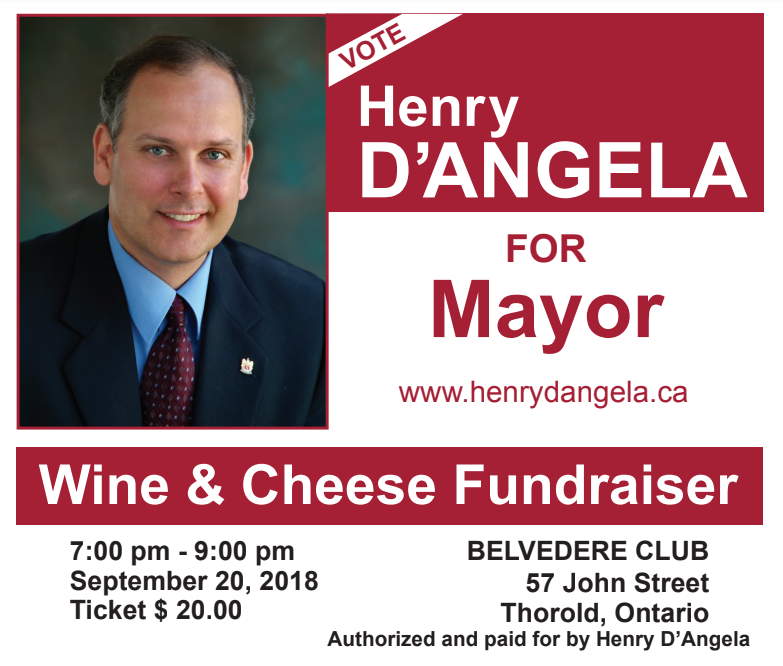 VOTE
Henry
D’ANGELA
FOR
Mayor
www.henrydangela.ca
Wine & Cheese Fundraiser
7:00 pm - 9:00 pm
September 20, 2018
Ticket $ 20.00
BELVEDERE CLUB
57 John Street
Thorold, Ontario
Authorized and paid for by Henry D’Angela